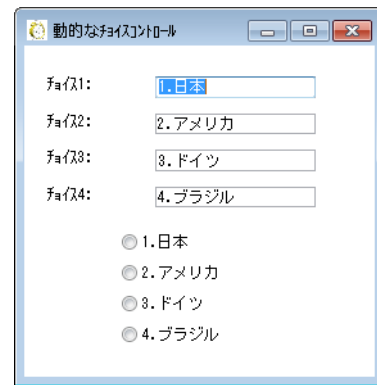 動的なﾁｮｲｽｺﾝﾄﾛｰﾙ
ﾁｮｲｽ1: 1.日本
ﾁｮｲｽ2: 2.アメリカ
ﾁｮｲｽ3: 3.ドイツ
ﾁｮｲｽ4: 4.ブラジル
1.日本
2.アメリカ
3.ドイツ
4.ブラジル